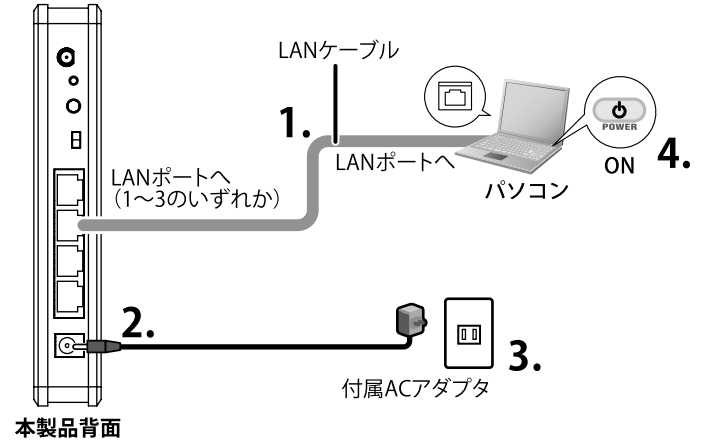 LANケーブル
1.
LANポートへ
(1〜3のいずれか)
LANポートへ
POWER
ON
4.
パソコン
2.
3.
付属ACアダプタ
本製品背面